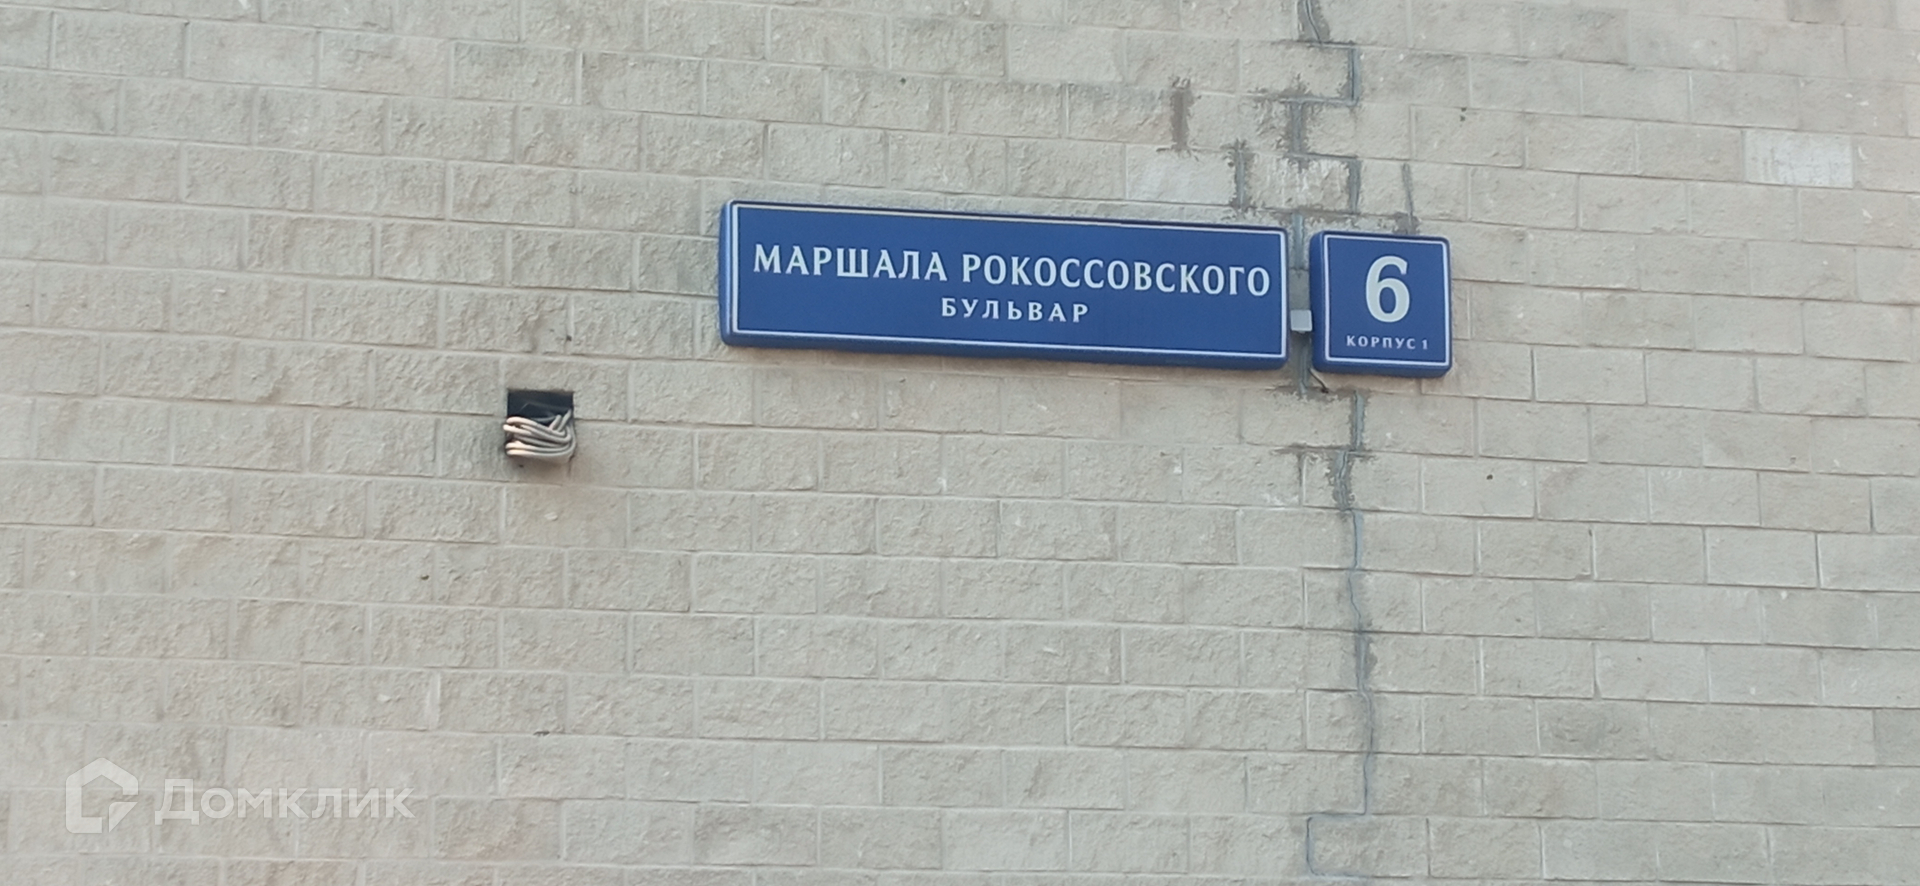 МАРШАЛА РОКОССОВСКОГО
БУЛЬВАР
6
КОРПУС 1
Домклик